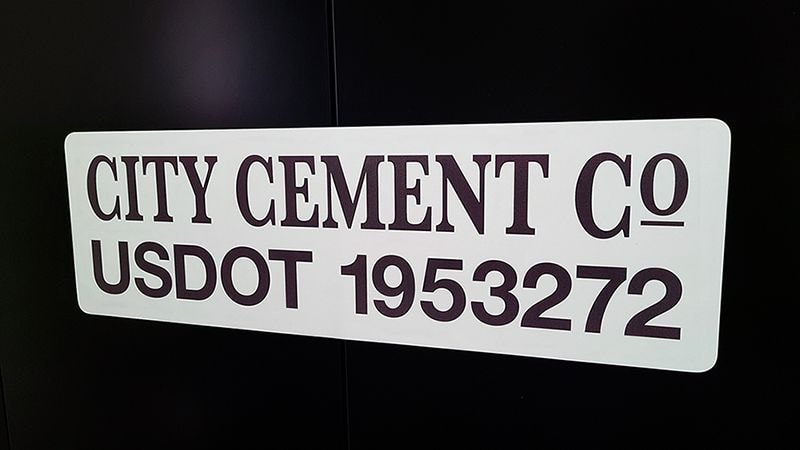 CITY CEMENT Co
USDOT 1953272